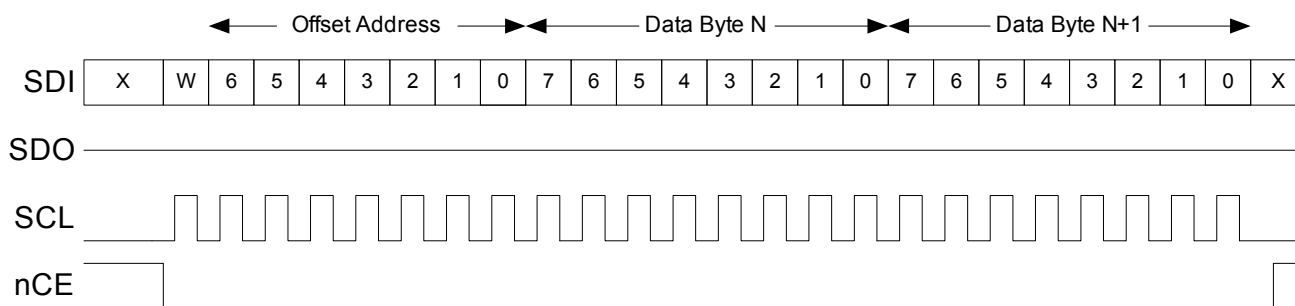 Offset Address Data Byte N Data Byte N+1
SDI X W 6 5 4 3 2 1 0 7 6 5 4 3 2 1 0 7 6 5 4 3 2 1 0 X
SDO
SCL
nCE